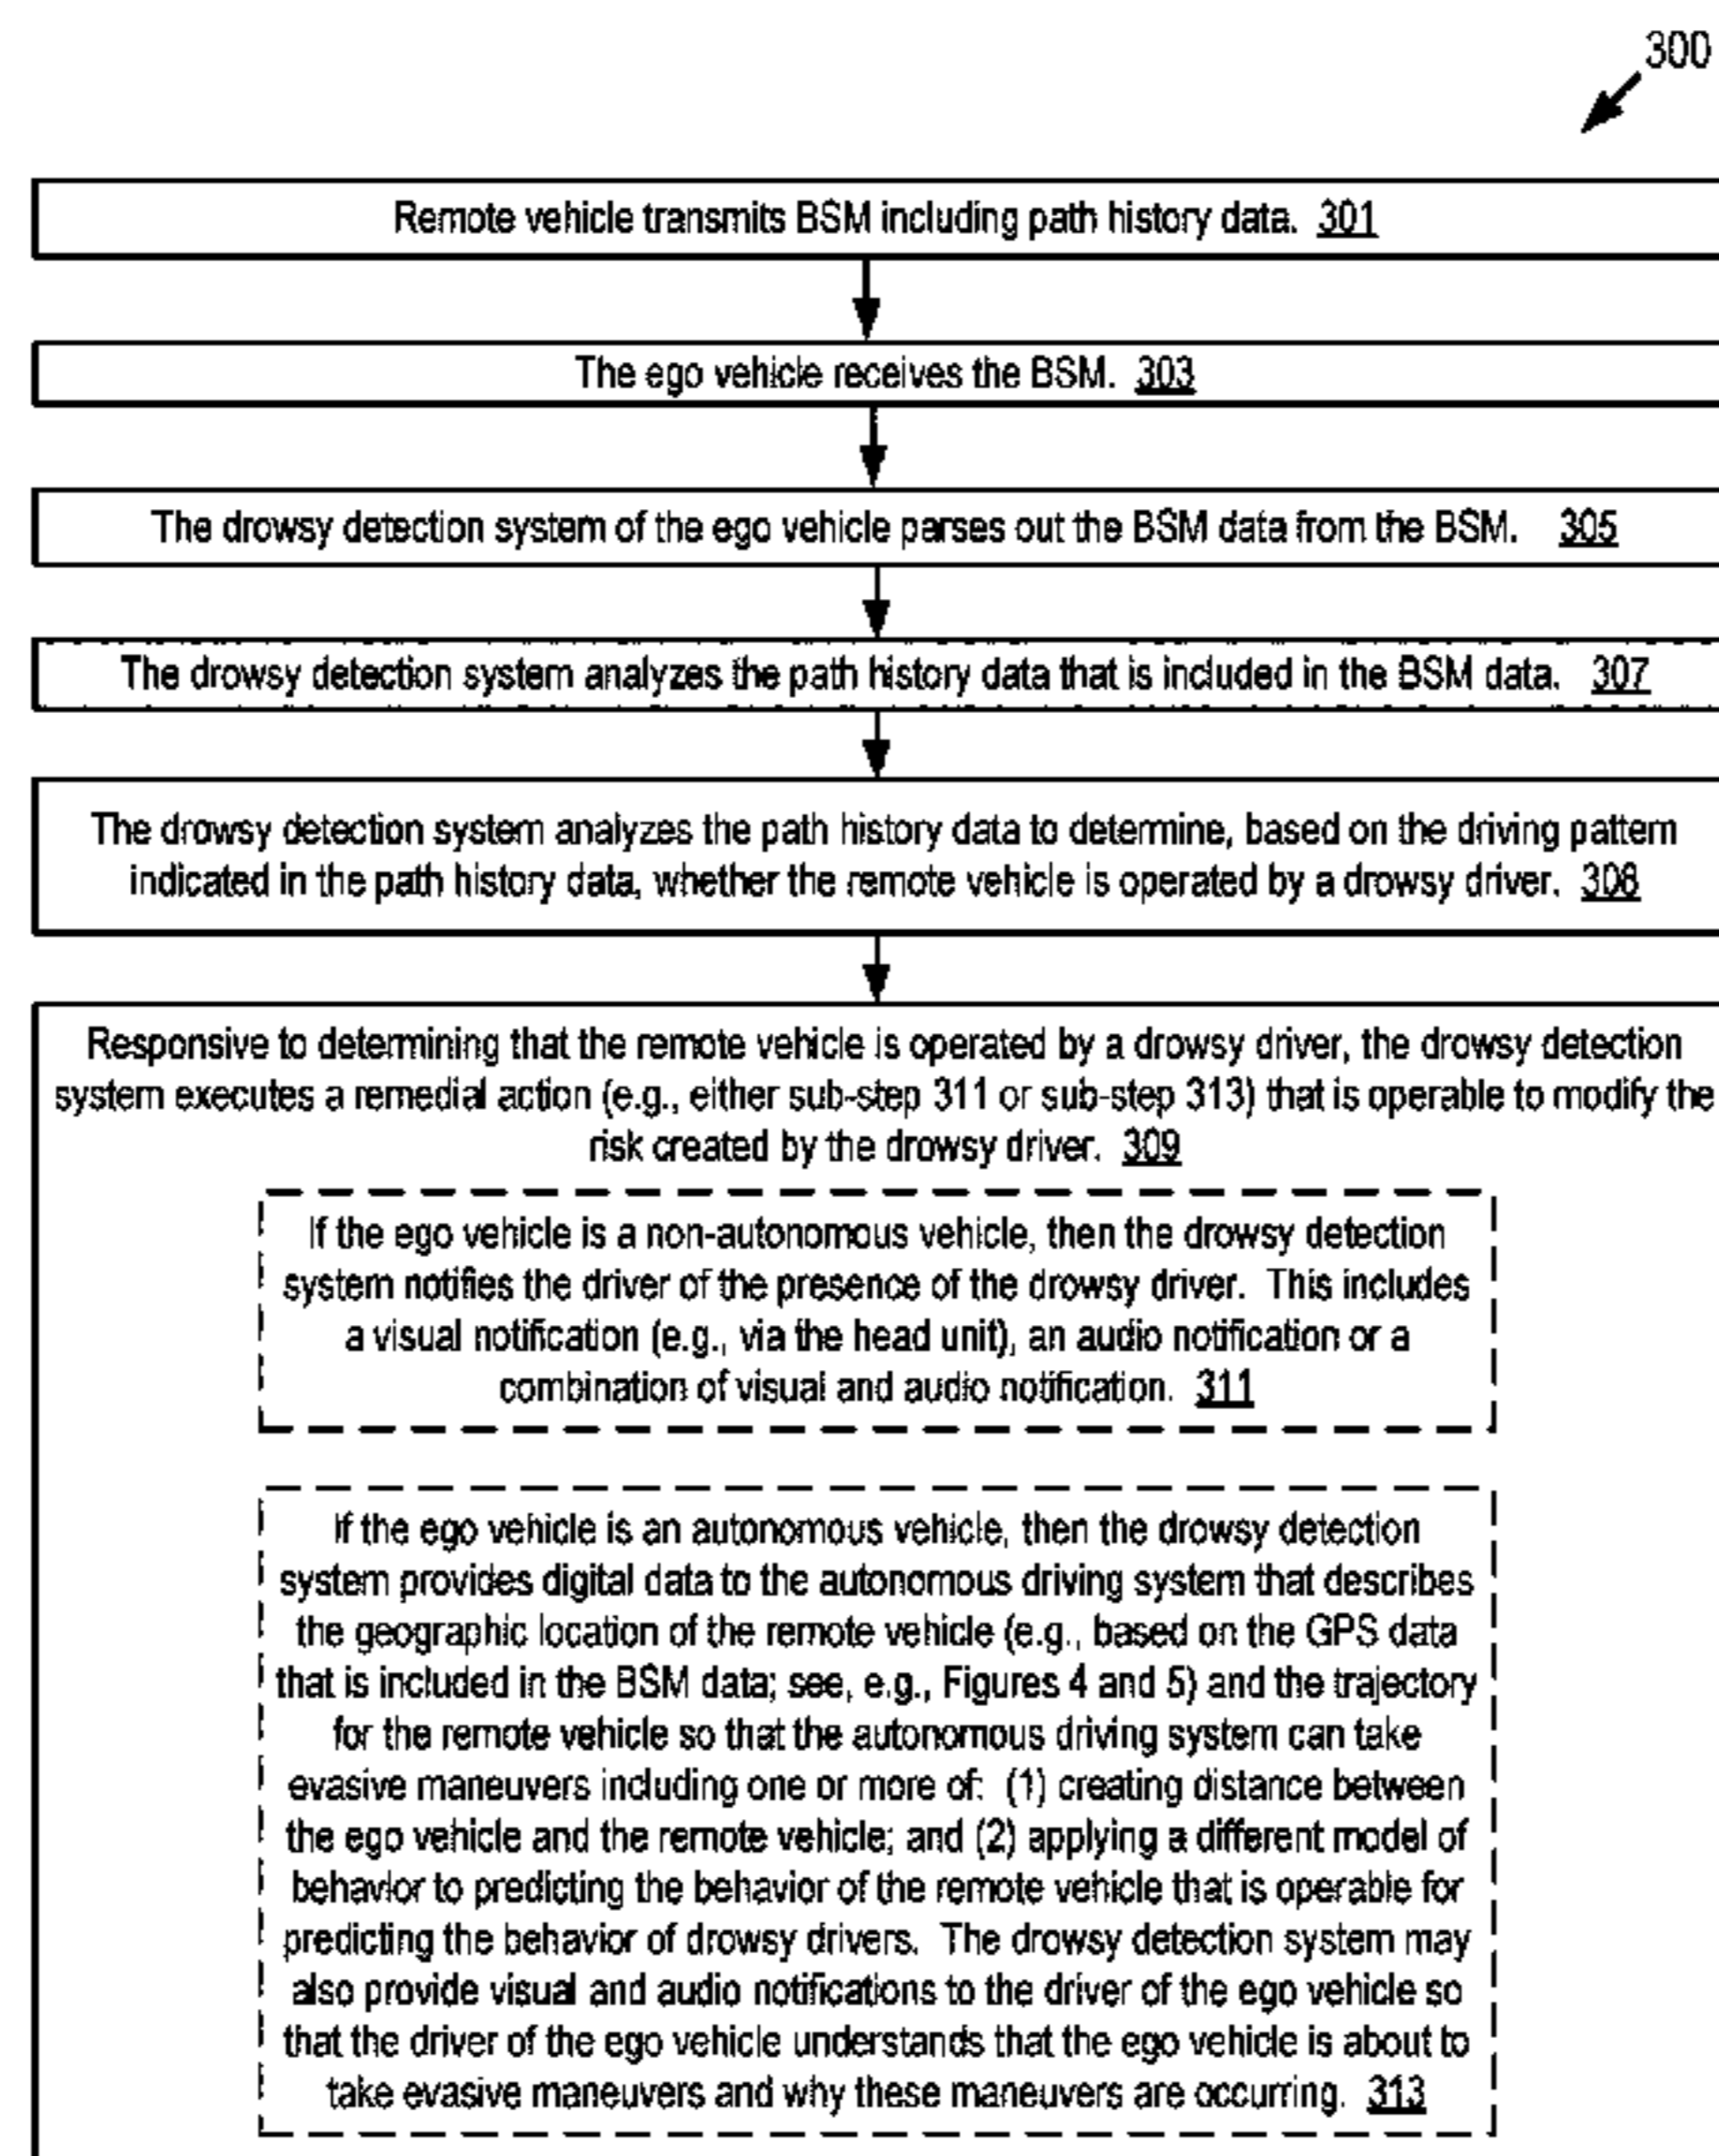 300
Remote vehicle transmits BSM including path history data. 301
The ego vehicle receives the BSM. 303
The drowsy detection system of the ego vehicle parses out the BSM data from the BSM. 305
The drowsy detection system analyzes the path history data that is included in the BSM data. 307
The drowsy detection system analyzes the path history data to determine, based on the driving pattern
indicated in the path history data, whether the remote vehicle is operated by a drowsy driver. 308
Responsive to determining that the remote vehicle is operated by a drowsy driver, the drowsy detection
system executes a remedial action (e.g., either sub-step 311 or sub-step 313) that is operable to modify the
risk created by the drowsy driver. 309
If the ego vehicle is a non-autonomous vehicle, then the drowsy detection
system notifies the driver of the presence of the drowsy driver. This includes
a visual notification (e.g., via the head unit), an audio notification or a
combination of visual and audio notification. 311
If the ego vehicle is an autonomous vehicle, then the drowsy detection
system provides digital data to the autonomous driving system that describes
the geographic location of the remote vehicle (e.g., based on the GPS data
that is included in the BSM data; see, e.g., Figures 4 and 5) and the trajectory
for the remote vehicle so that the autonomous driving system can take
evasive maneuvers including one or more of: (1) creating distance between
the ego vehicle and the remote vehicle; and (2) applying a different model of
behavior to predicting the behavior of the remote vehicle that is operable for
predicting the behavior of drowsy drivers. The drowsy detection system may
also provide visual and audio notifications to the driver of the ego vehicle so
that the driver of the ego vehicle understands that the ego vehicle is about to
take evasive maneuvers and why these maneuvers are occurring. 313